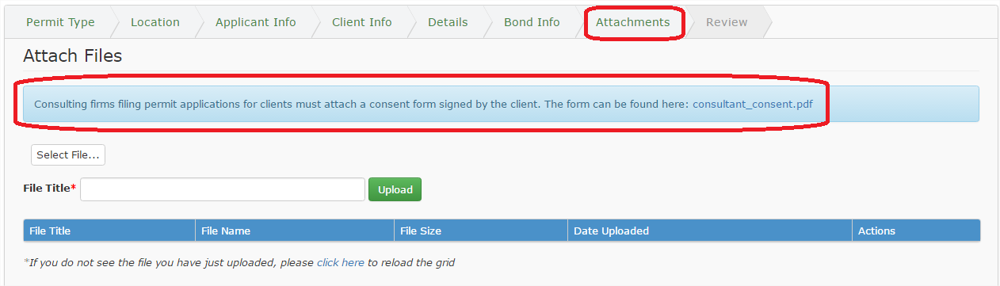 Permit Type Location Applicant Info Client Info Details Bond Info Attachments Review
Attach Files
Consulting firms filing permit applications for clients must attach a consent form signed by the client. The form can be found here: consultant_consent.pdf
Select File...
File Title* Upload
File Title File Name File Size Date Uploaded Actions
*If you do not see the file you have just uploaded, please click here to reload the grid